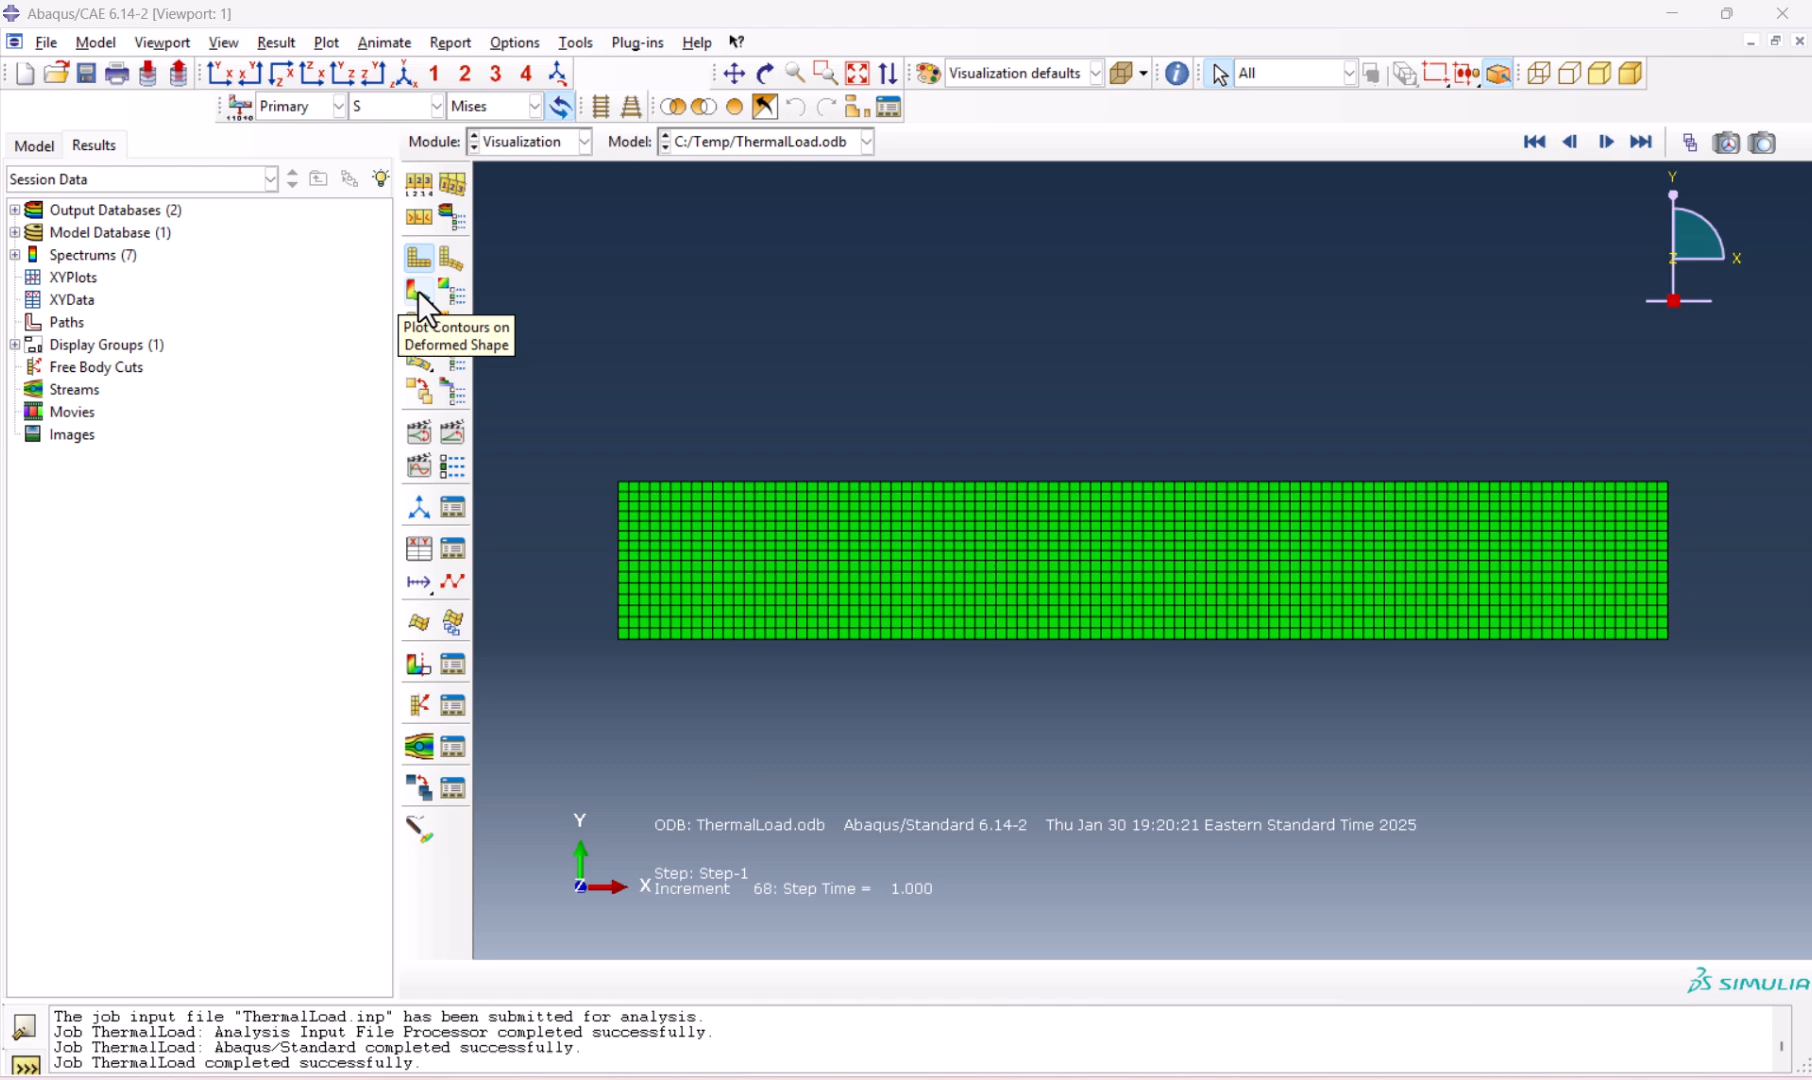 Abaqus/CAE 6.14-2 [Viewport: 1]
File Model Viewport View Result Plot Animate Report Options Tools Plug-ins Help
1 2 3 4 Visualization defaults All
Primary S Mises
Model Results Module: Visualization Model: C:/Temp/ThermalLoad.odb
Session Data
Output Databases (2)
Model Database (1)
Spectrums (7)
XYPlots
XYData
Paths
Display Groups (1)
Free Body Cuts
Streams
Movies
Images
Plot Contours on
Deformed Shape
Y
Z X
Y
Z X
ODB: ThermalLoad.odb Abaqus/Standard 6.14-2 Thu Jan 30 19:20:21 Eastern Standard Time 2025
Step: Step-1
Increment 68: Step Time = 1.000
SIMULIA
The job input file "ThermalLoad.inp" has been submitted for analysis.
Job ThermalLoad: Analysis Input File Processor completed successfully.
Job ThermalLoad: Abaqus/Standard completed successfully.
Job ThermalLoad completed successfully.
>>>